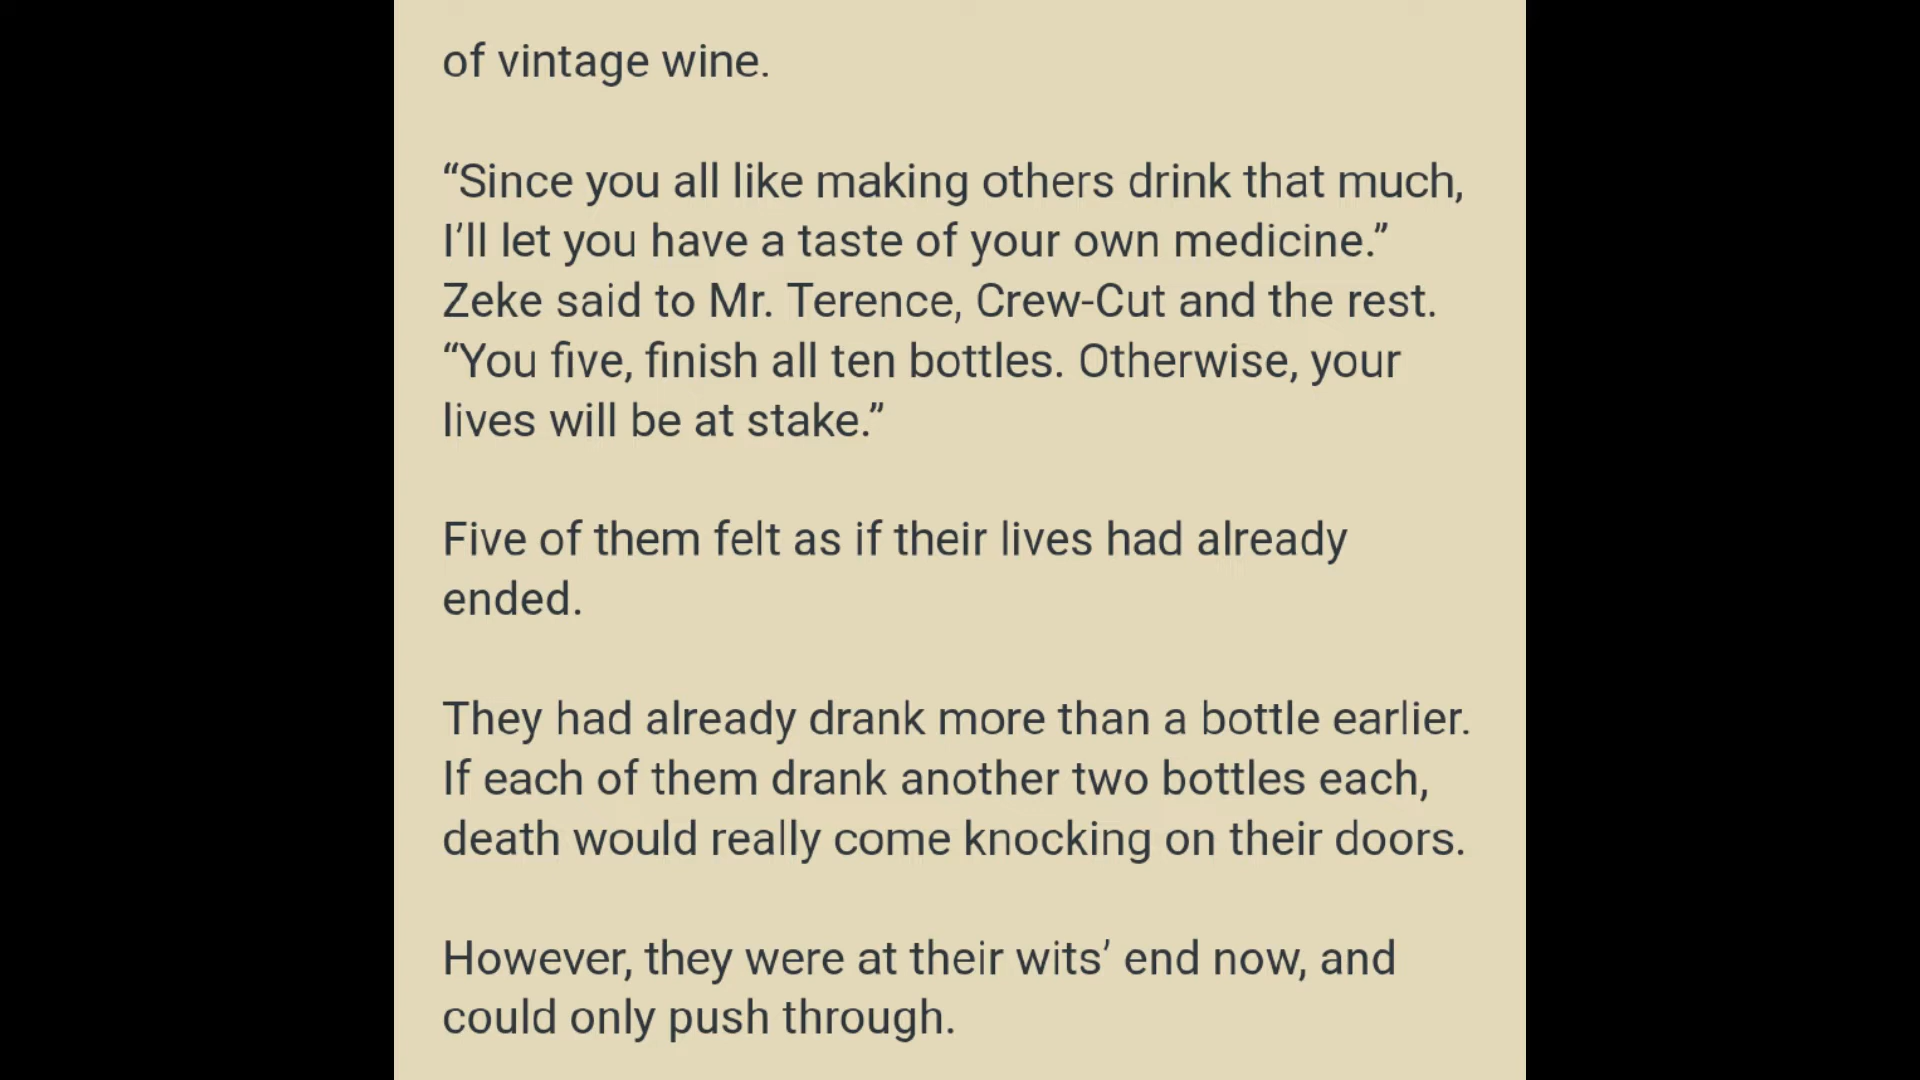 of vintage wine.
“Since you all like making others drink that much,
I’ll let you have a taste of your own medicine.”
Zeke said to Mr. Terence, Crew-Cut and the rest.
“You five, finish all ten bottles. Otherwise, your
lives will be at stake.”
Five of them felt as if their lives had already
ended.
They had already drank more than a bottle earlier.
If each of them drank another two bottles each,
death would really come knocking on their doors.
However, they were at their wits’ end now, and
could only push through.